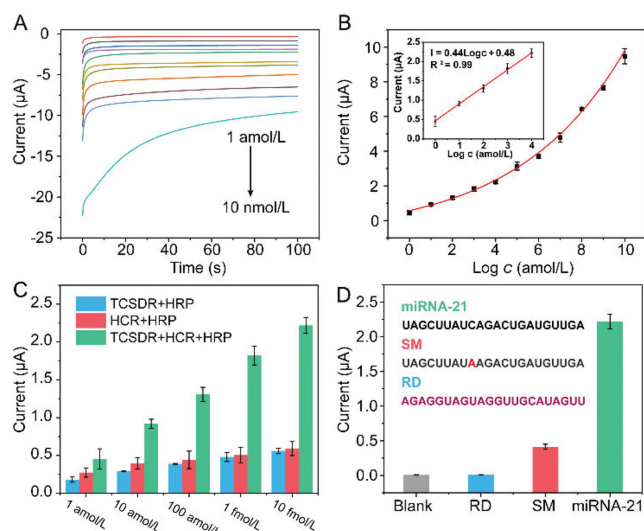 A
0
-5
-10
-15
-20
-25
Current (μA)
1 amol/L
10 nmol/L
0 20 40 60 80 100
Time (s)
B
10
8
6
4
2
0
Current (μA)
2.5
2.0
1.5
1.0
0.5
0.0
Current (μA)
I = 0.44Logc + 0.48
R² = 0.99
0 1 2 3 4
Log c (amol/L)
0 2 4 6 8 10
Log c (amol/L)
C
2.5
2.0
1.5
1.0
0.5
0.0
Current (μA)
TCSDR+HRP
HCR+HRP
TCSDR+HCR+HRP
1 amol/L 10 amol/L 100 amol/L 1 fmol/L 10 fmol/L
D
2.5
2.0
1.5
1.0
0.5
0.0
Current (μA)
miRNA-21
UAGCUUAUCAGACUGAUGUUGA
SM
UAGCUUAUAAGACUGAUGUUGA
RD
AGAGGUAGUAGGUUGCAUAGUU
Blank RD SM miRNA-21